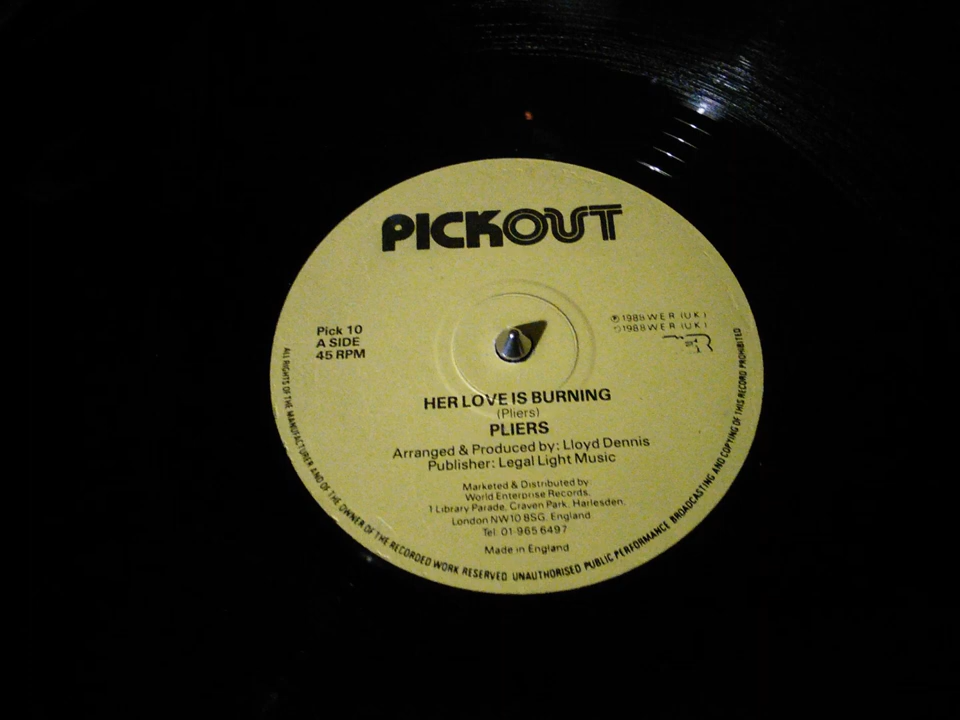 PICKOUT
Pick 10
A SIDE
45 RPM
Ⓟ 1988 W.E.R. (U.K.)
© 1988 W.E.R. (U.K.)
HER LOVE IS BURNING
(Pliers)
PLIERS
Arranged & Produced by: Lloyd Dennis
Publisher: Legal Light Music
Marketed & Distributed by
World Enterprise Records,
1 Library Parade, Craven Park, Harlesden,
London NW10 8SG, England
Tel: 01-965 6497
Made in England
ALL RIGHTS OF THE MANUFACTURER AND OF THE OWNER OF THE RECORDED WORK RESERVED UNAUTHORISED PUBLIC PERFORMANCE BROADCASTING AND COPYING OF THIS RECORD PROHIBITED